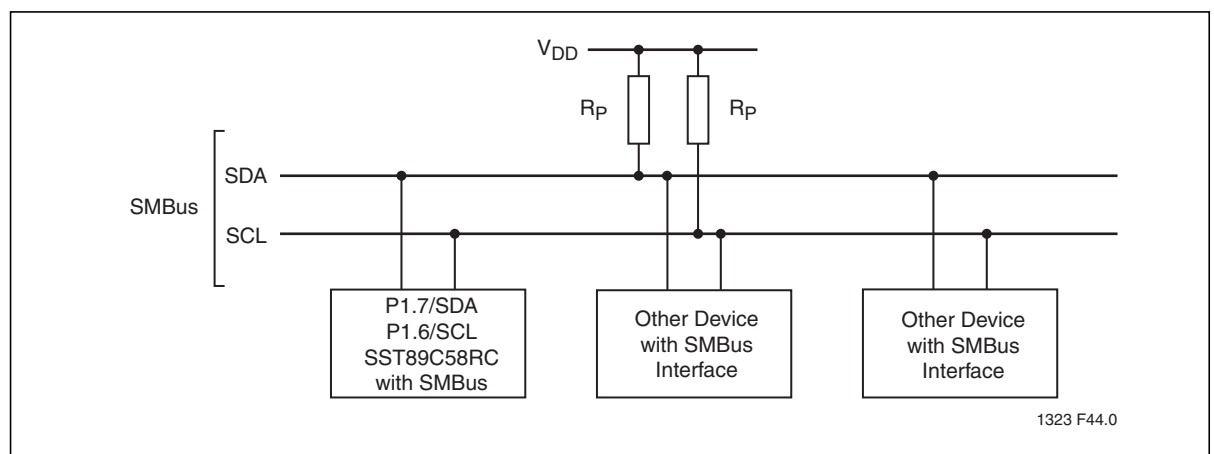 VDD
RP
RP
SDA
SMBus
SCL
P1.7/SDA
P1.6/SCL
SST89C58RC
with SMBus
Other Device
with SMBus
Interface
Other Device
with SMBus
Interface
1323 F44.0